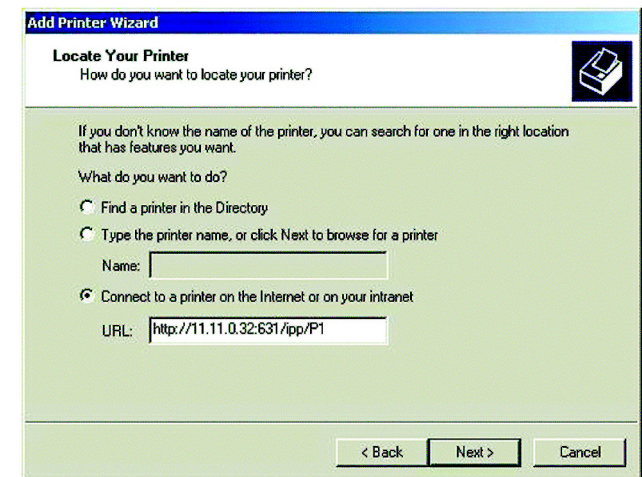 Add Printer Wizard
Locate Your Printer
How do you want to locate your printer?
If you don't know the name of the printer, you can search for one in the right location
that has features you want.
What do you want to do?
Find a printer in the Directory
Type the printer name, or click Next to browse for a printer
Name:
Connect to a printer on the Internet or on your intranet
URL: http://11.11.0.32:631/ipp/P1
< Back Next > Cancel